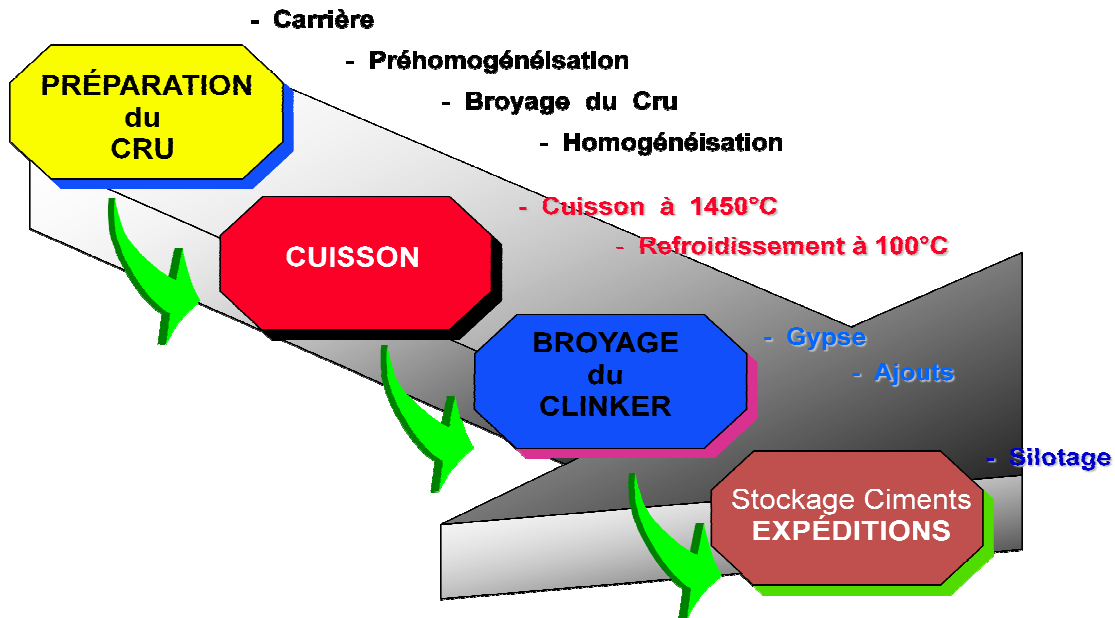 - Carrière
- Préhomogénéisation
- Broyage du Cru
- Homogénéisation
PRÉPARATION
du
CRU
- Cuisson à 1450°C
- Refroidissement à 100°C
CUISSON
- Gypse
- Ajouts
BROYAGE
du
CLINKER
- Silotage
Stockage Ciments
EXPÉDITIONS